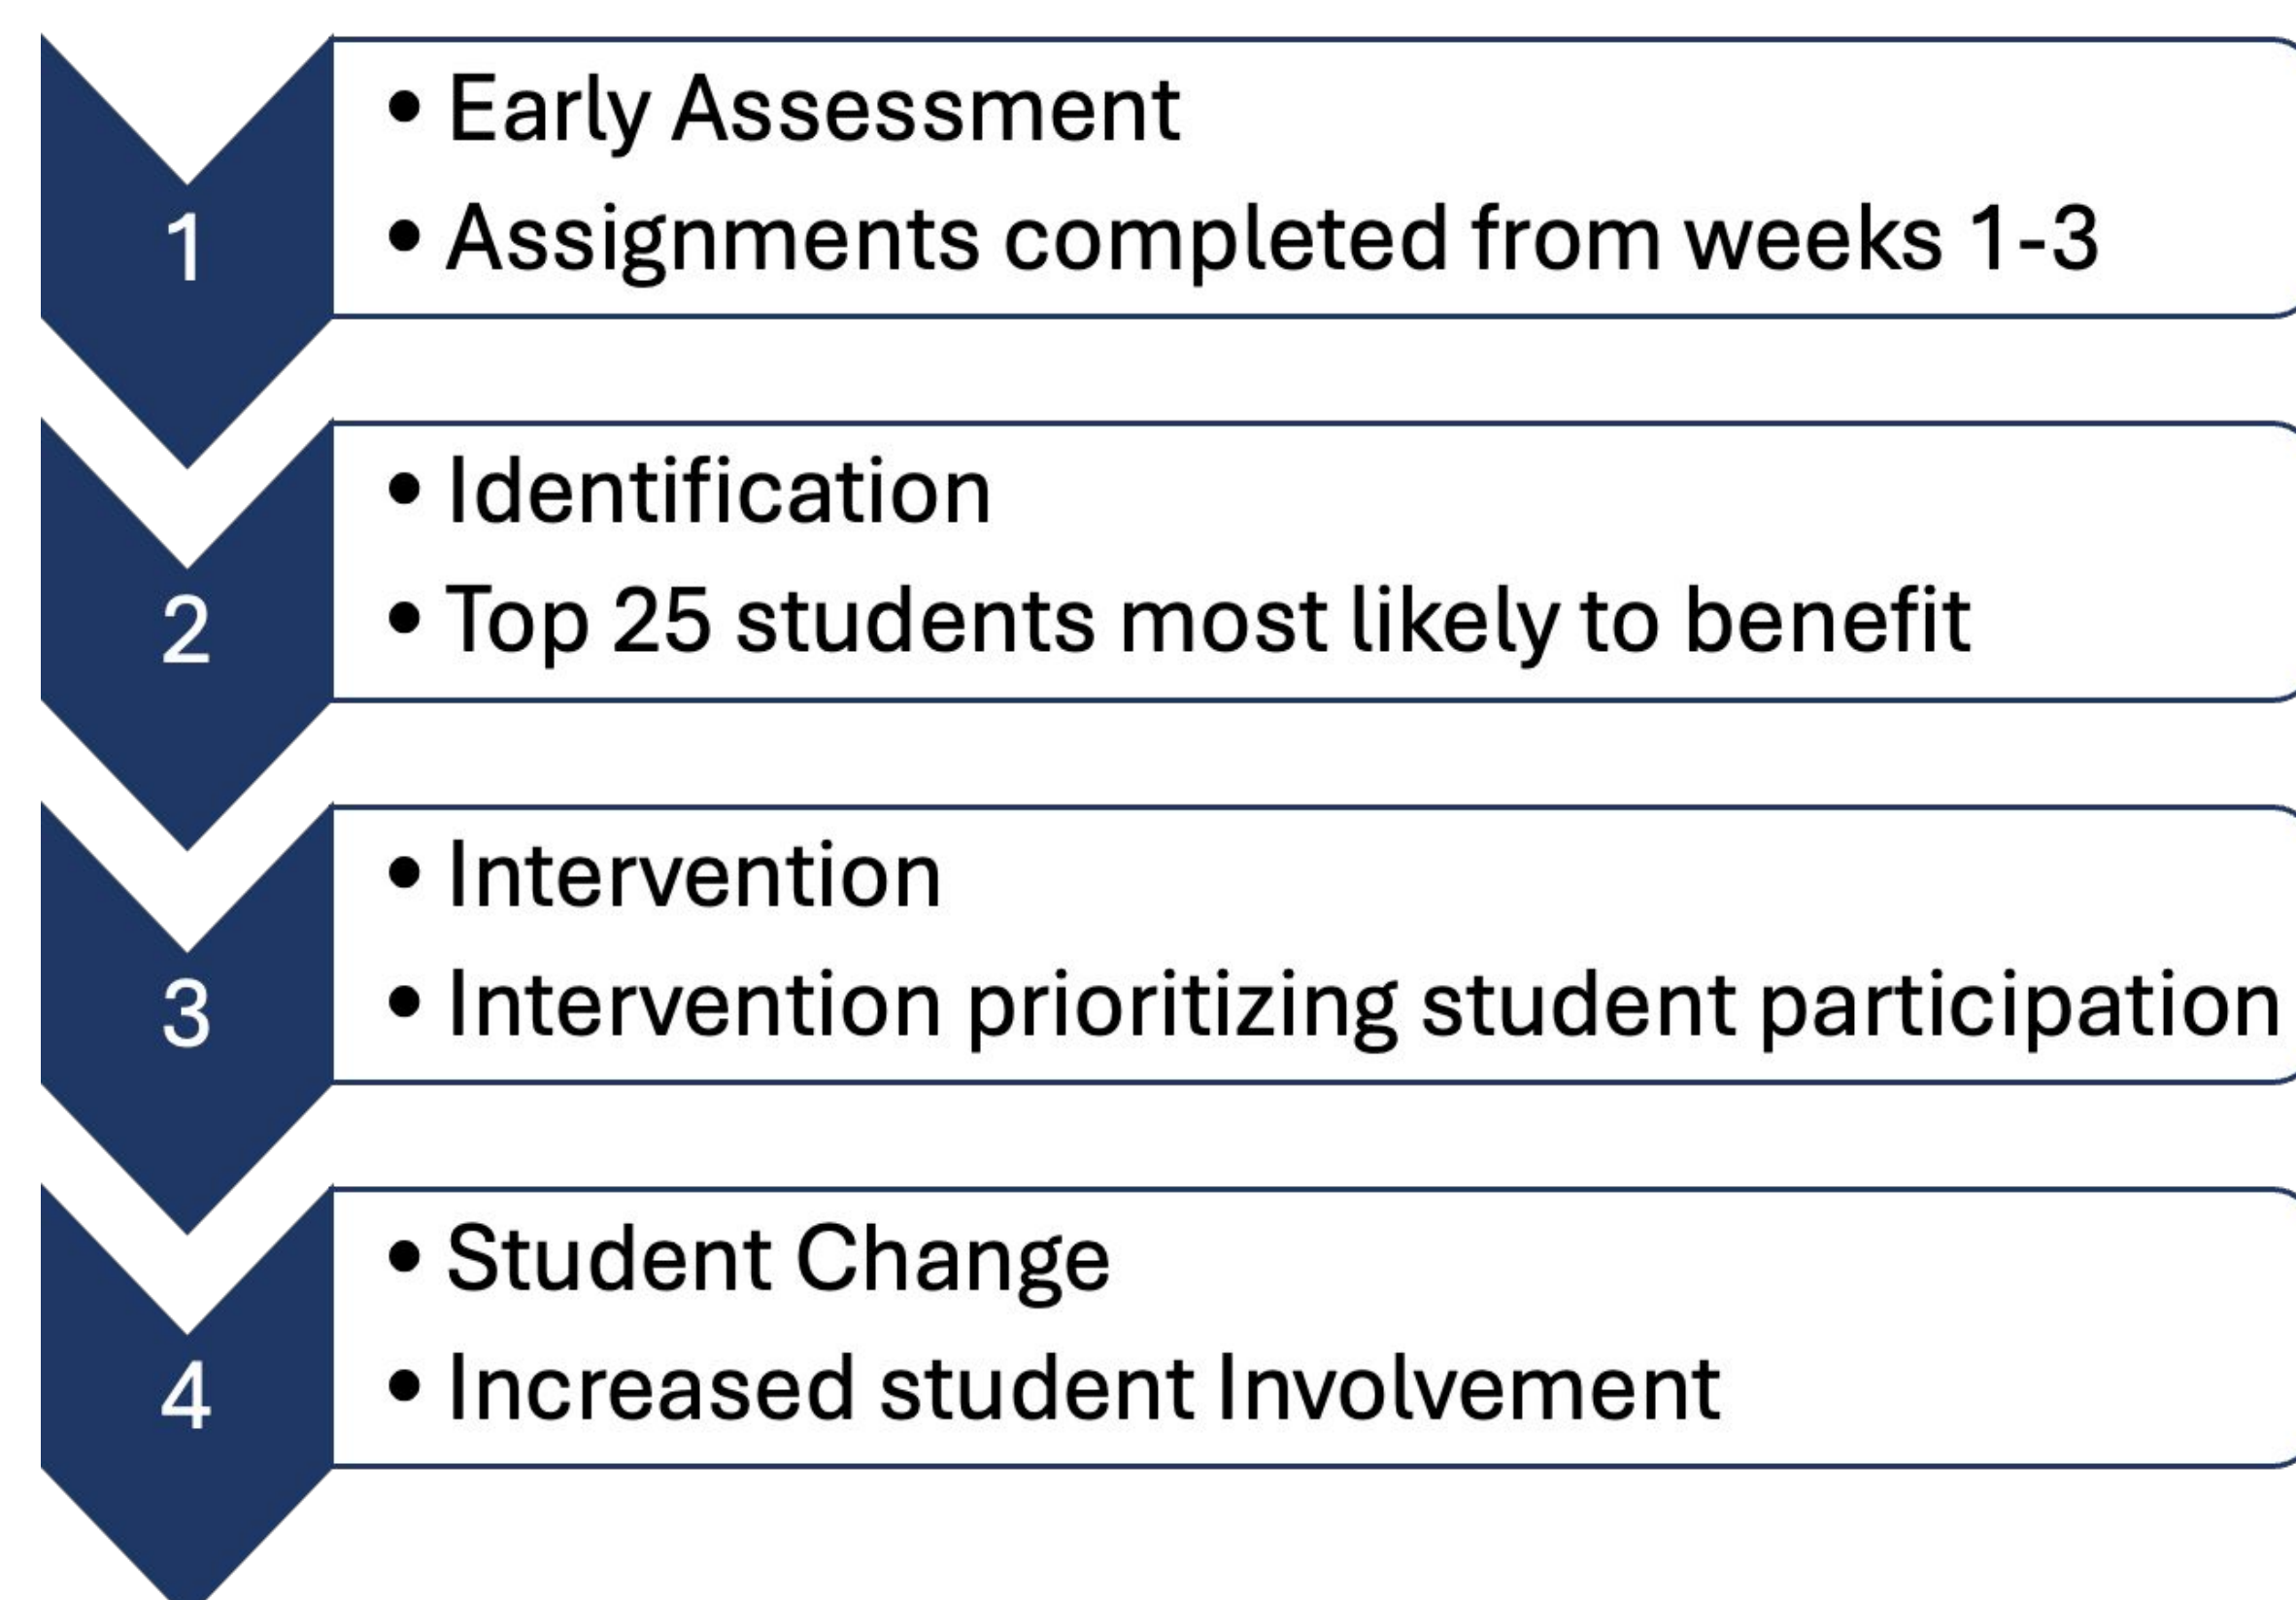 1
• Early Assessment
• Assignments completed from weeks 1-3
2
• Identification
• Top 25 students most likely to benefit
3
• Intervention
• Intervention prioritizing student participation
4
• Student Change
• Increased student Involvement